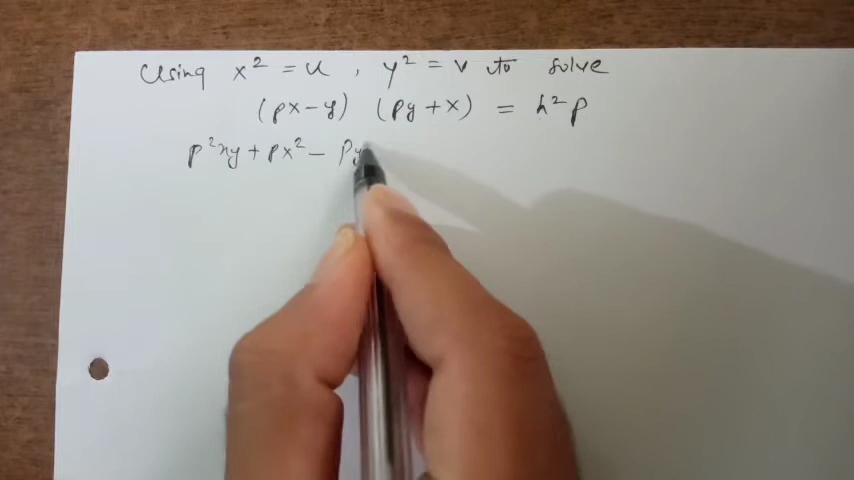 Using x² = u , y² = v to solve
(px-y) (py+x) = h²p
p²xy + px² - py